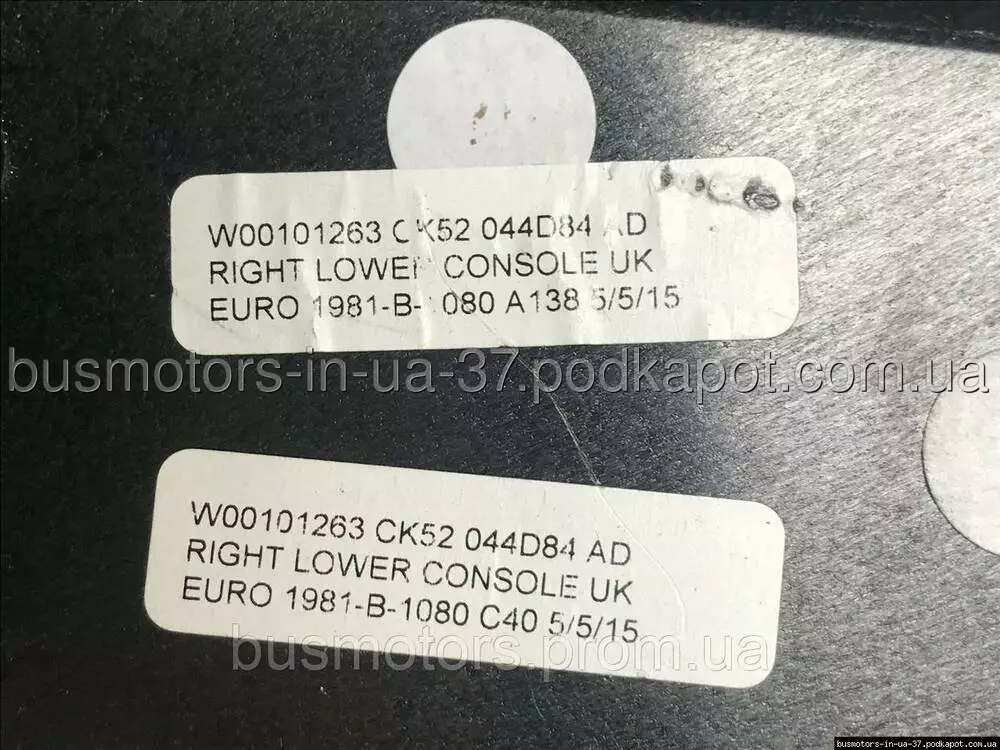 W00101263 CK52 044D84 AD
RIGHT LOWER CONSOLE UK
EURO 1981-B-1080 A138 5/5/15
busmotors-in-ua-37.podkapot.com.ua
W00101263 CK52 044D84 AD
RIGHT LOWER CONSOLE UK
EURO 1981-B-1080 C40 5/5/15
busmotors.prom.ua
busmotors-in-ua-37.podkapot.com.ua